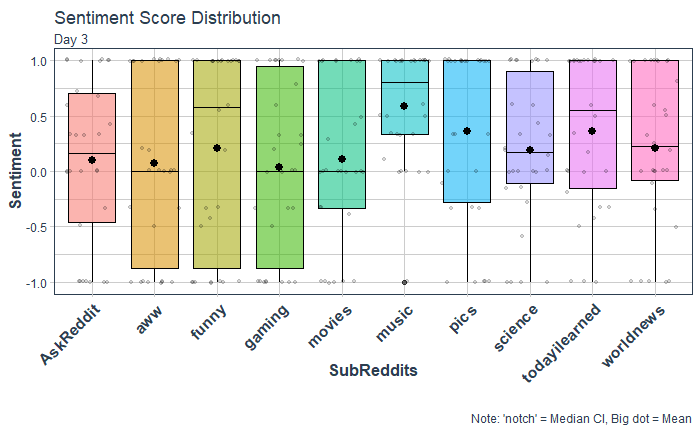 Sentiment Score Distribution
Day 3
1.0
0.5
0.0
-0.5
-1.0
Sentiment
AskReddit
aww
funny
gaming
movies
music
pics
science
todayilearned
worldnews
SubReddits
Note: 'notch' = Median CI, Big dot = Mean